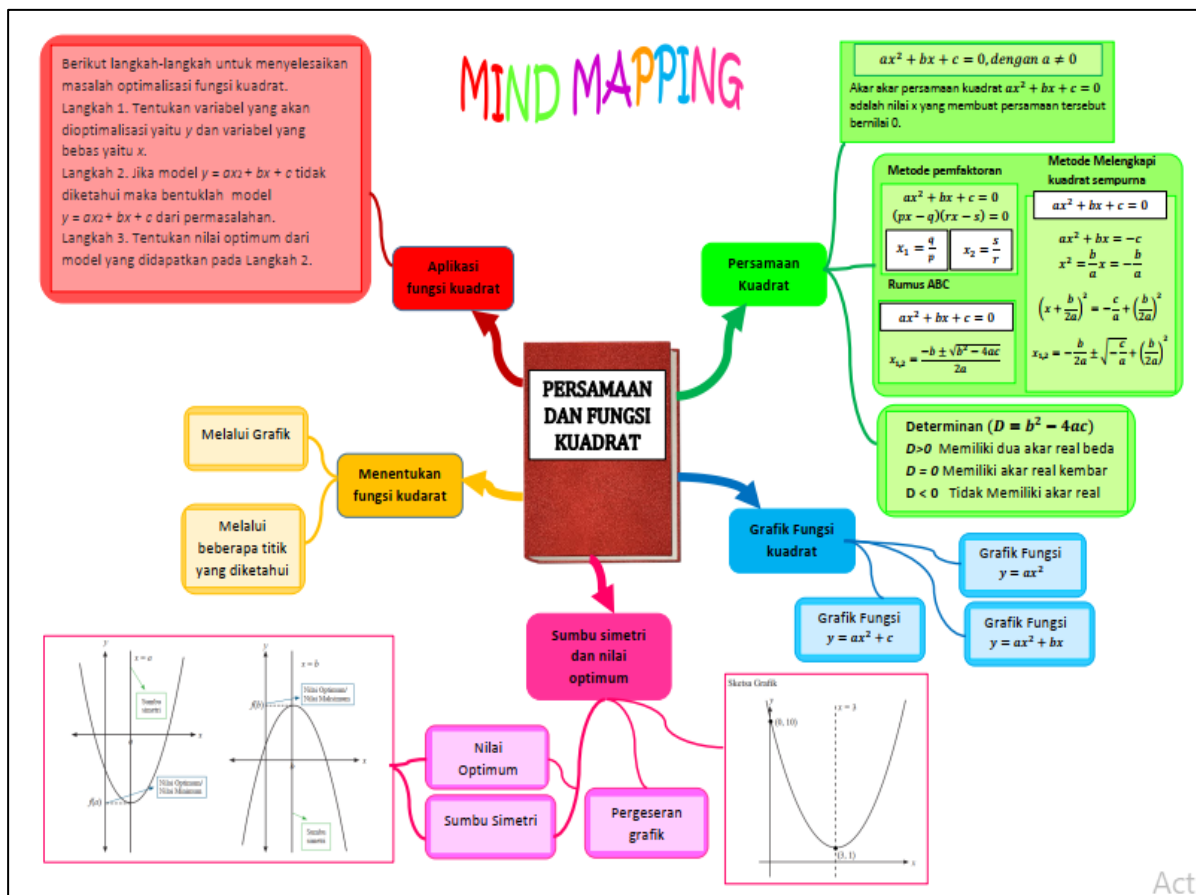 MIND MAPPING
Berikut langkah-langkah untuk menyelesaikan
masalah optimalisasi fungsi kuadrat.
Langkah 1. Tentukan variabel yang akan
dioptimalisasi yaitu y dan variabel yang
bebas yaitu x.
Langkah 2. Jika model y = ax2 + bx + c tidak
diketahui maka bentuklah model
y = ax2 + bx + c dari permasalahan.
Langkah 3. Tentukan nilai optimum dari
model yang didapatkan pada Langkah 2.
Aplikasi
fungsi kuadrat
ax² + bx + c = 0, dengan a ≠ 0
Akar akar persamaan kuadrat ax² + bx + c = 0
adalah nilai x yang membuat persamaan tersebut
bernilai 0.
Persamaan
Kuadrat
Metode pemfaktoran
ax² + bx + c = 0
(px − q)(rx − s) = 0
x₁ = q/p
x₂ = s/r
Rumus ABC
ax² + bx + c = 0
x₁,₂ = (−b ± √(b² − 4ac))/2a
Metode Melengkapi
kuadrat sempurna
ax² + bx + c = 0
ax² + bx = −c
x² = b/a x = −b/a
(x + b/2a)² = −c/a + (b/2a)²
x₁,₂ = −b/2a ± √(−c/a) + (b/2a)²
Determinan (D = b² − 4ac)
D>0 Memiliki dua akar real beda
D = 0 Memiliki akar real kembar
D < 0 Tidak Memiliki akar real
PERSAMAAN
DAN FUNGSI
KUADRAT
Melalui Grafik
Menentukan
fungsi kudarat
Melalui
beberapa titik
yang diketahui
Grafik Fungsi
kuadrat
Grafik Fungsi
y = ax²
Grafik Fungsi
y = ax² + c
Grafik Fungsi
y = ax² + bx
Sumbu simetri
dan nilai
optimum
Nilai
Optimum
Sumbu Simetri
Pergeseran
grafik
y
x = a
Sumbu
simetri
x
a
f(a)
Nilai Optimum/
Nilai Minimum
y
x = b
Nilai Optimum/
Nilai Maksimum
f(b)
x
b
Sumbu
simetri
Sketsa Grafik
y
x = 3
(0, 10)
(3, 1)
x
Act